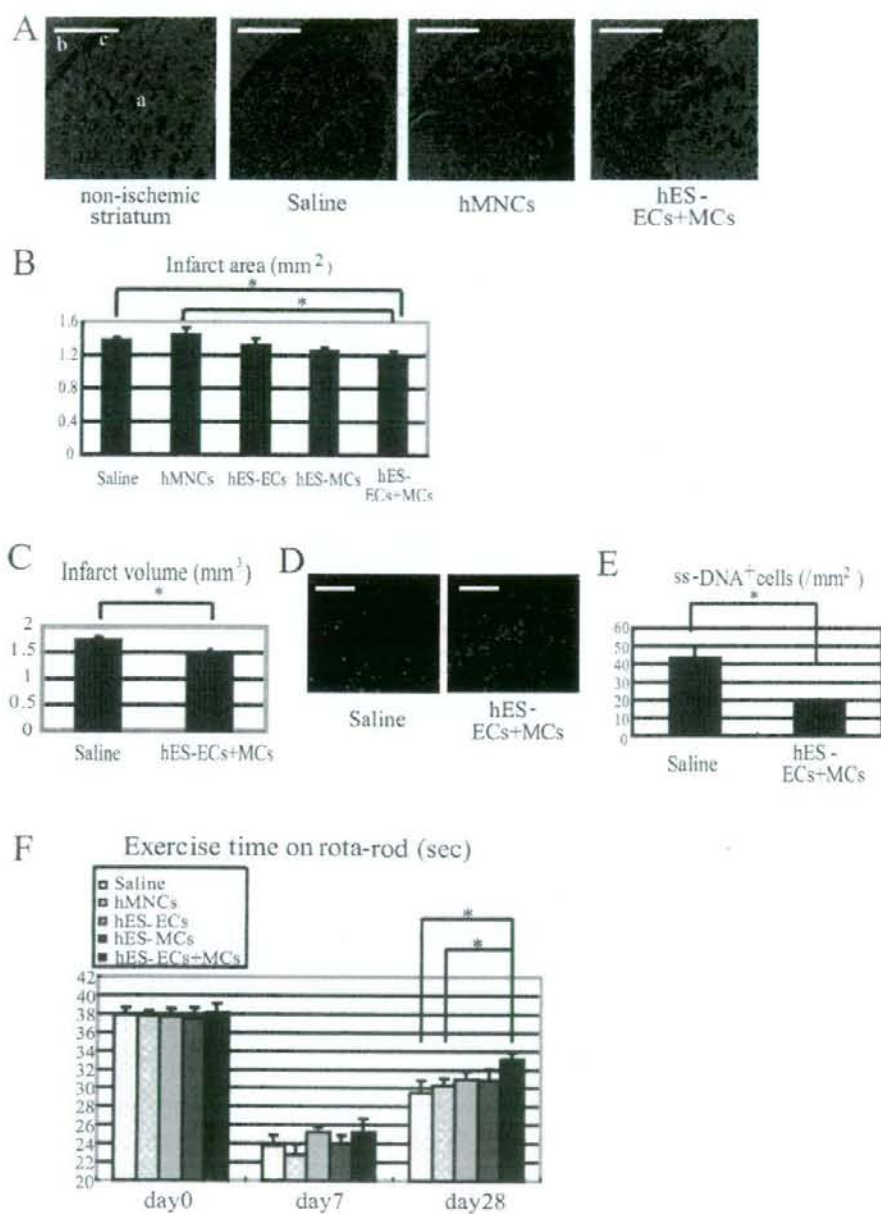 A
b
c
a
non-ischemic
striatum
Saline
hMNCs
hES-
ECs+MCs
B
Infarct area (mm²)
*
*
1.6
1.2
0.8
0.4
0
Saline
hMNCs
hES-ECs
hES-MCs
hES-
ECs+MCs
C
Infarct volume (mm³)
*
2
1.5
1
0.5
0
Saline
hES-ECs+MCs
D
Saline
hES-
ECs+MCs
E
ss-DNA⁺cells (/mm²)
*
60
50
40
30
20
10
0
Saline
hES-
ECs+MCs
F
Exercise time on rota-rod (sec)
Saline
hMNCs
hES-ECs
hES-MCs
hES-ECs+MCs
*
*
42
40
38
36
34
32
30
28
26
24
22
20
day0
day7
day28